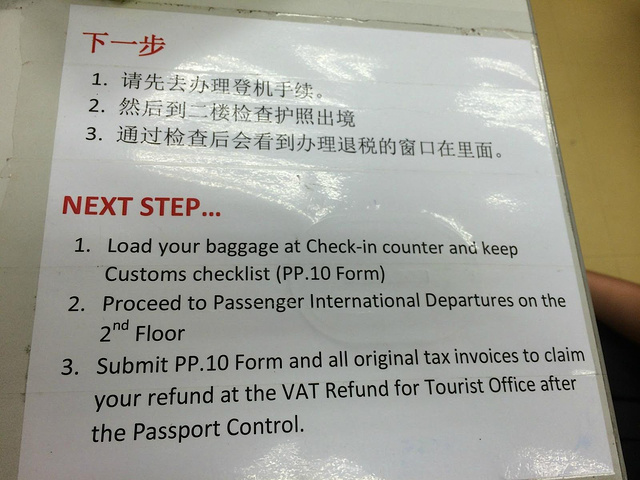 下一步
1. 请先去办理登机手续。
2. 然后到二楼检查护照出境
3. 通过检查后会看到办理退税的窗口在里面。
NEXT STEP...
1. Load your baggage at Check-in counter and keep
Customs checklist (PP.10 Form)
2. Proceed to Passenger International Departures on the
2nd Floor
3. Submit PP.10 Form and all original tax invoices to claim
your refund at the VAT Refund for Tourist Office after
the Passport Control.